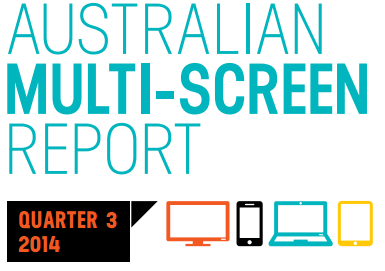 AUSTRALIAN
MULTI-SCREEN
REPORT
QUARTER 3
2014